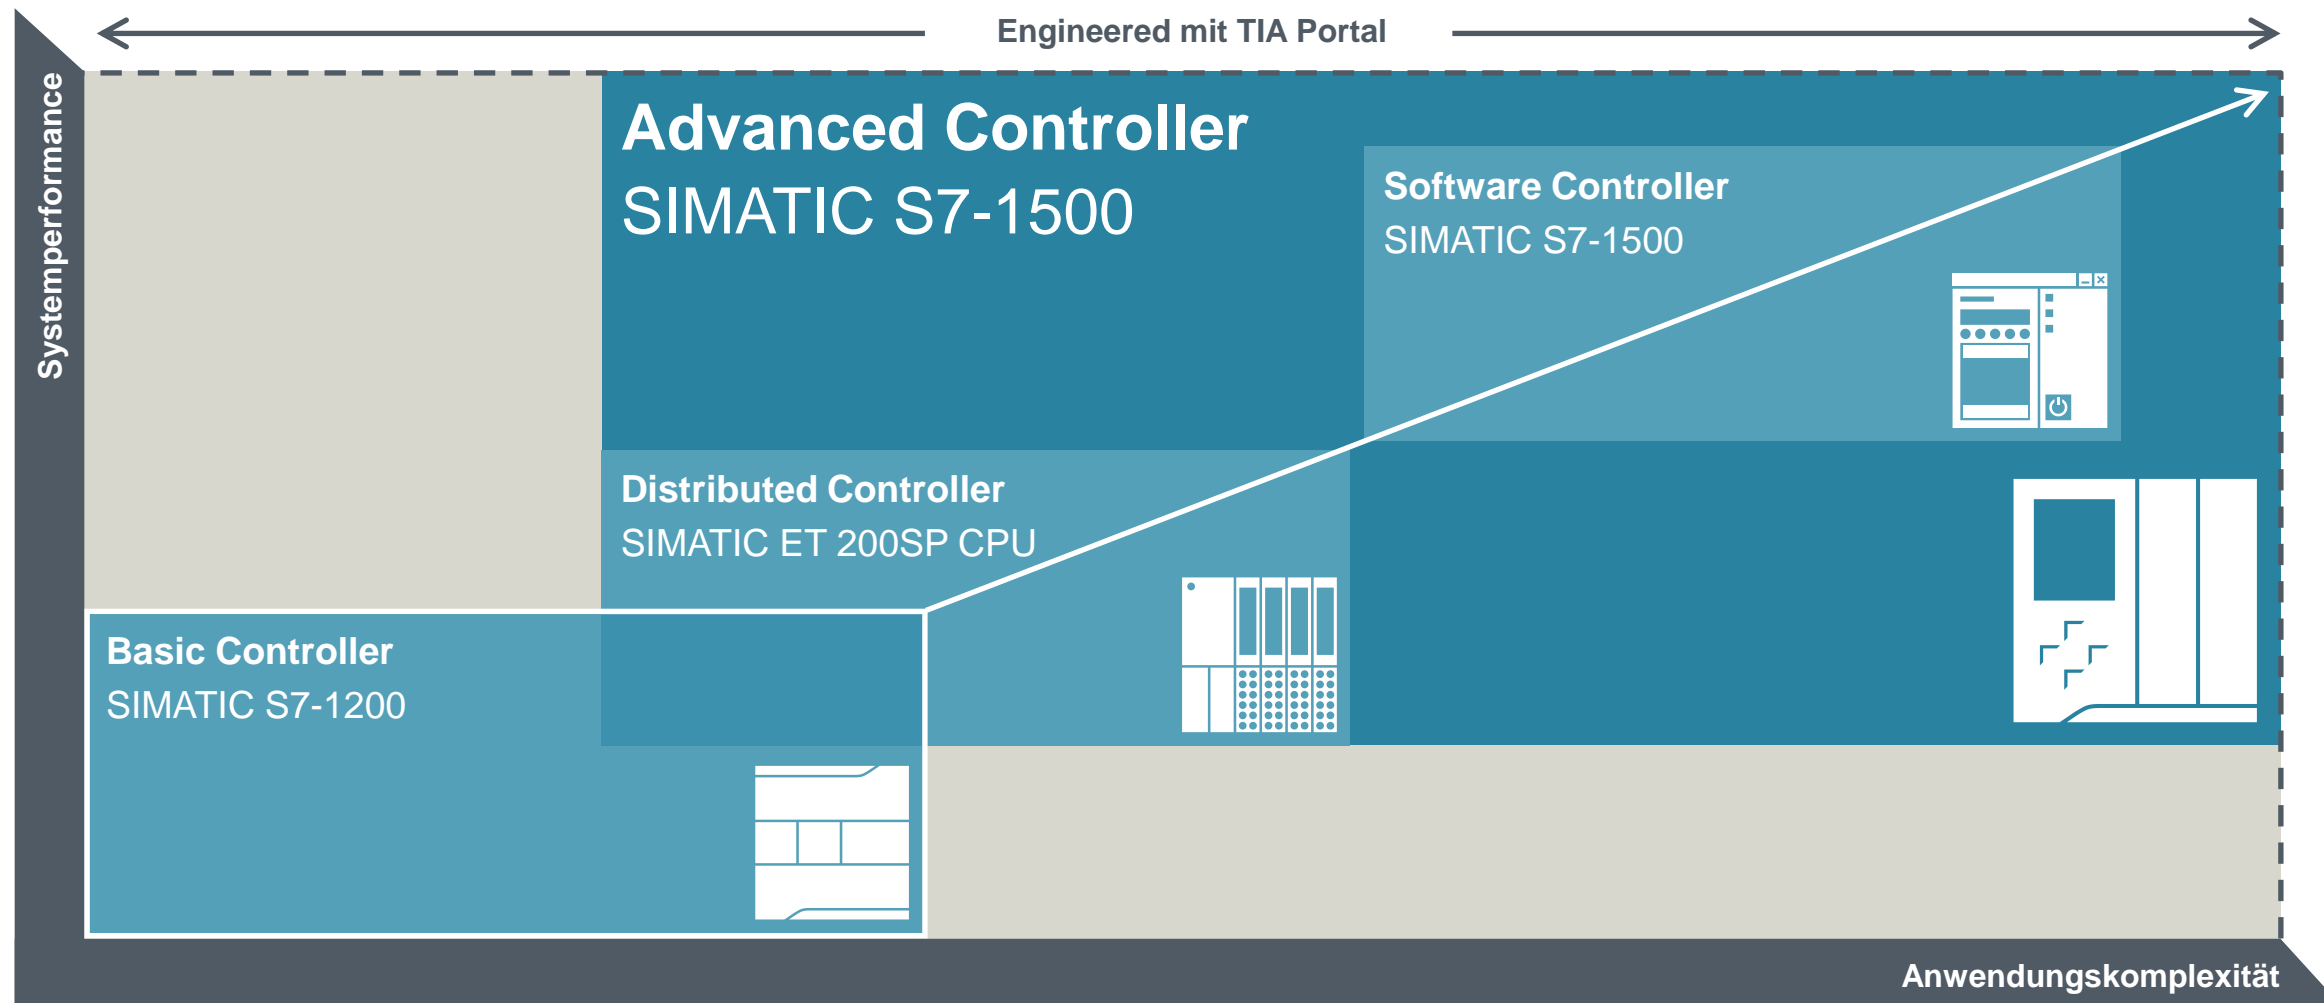 Engineered mit TIA Portal
Systemperformance
Advanced Controller
SIMATIC S7-1500
Software Controller
SIMATIC S7-1500
Distributed Controller
SIMATIC ET 200SP CPU
Basic Controller
SIMATIC S7-1200
Anwendungskomplexität